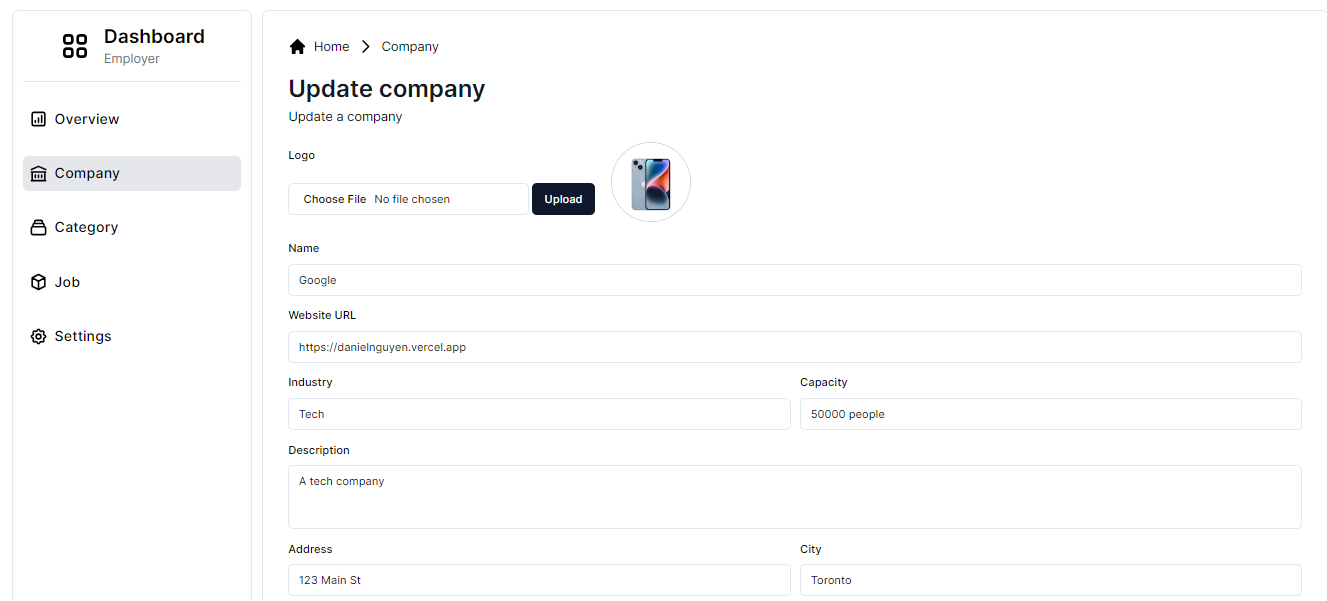 Dashboard
Employer
Overview
Company
Category
Job
Settings
Home Company
Update company
Update a company
Logo
Choose File No file chosen Upload
Name
Google
Website URL
https://danielnguyen.vercel.app
Industry Capacity
Tech 50000 people
Description
A tech company
Address City
123 Main St Toronto